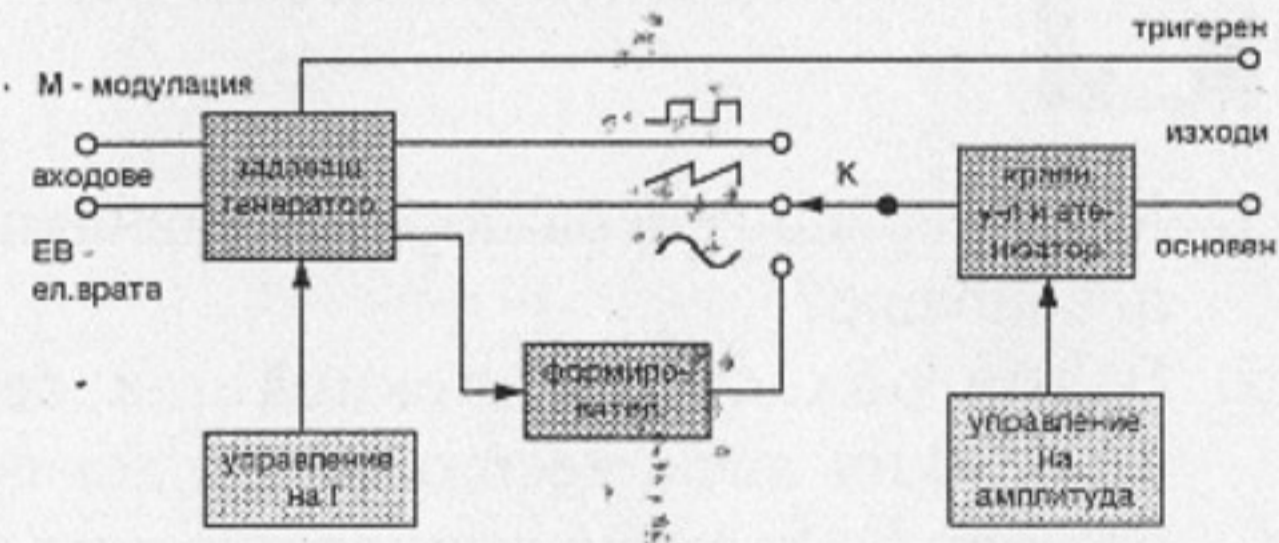 тригерен
М - модулация
изходи
задаващ
генератор
аходове
К
краен
у-л и ате-
нюатор
ЕВ -
ел.врата
основен
формиро-
вател
управление
на f
управление
на
амплитуда